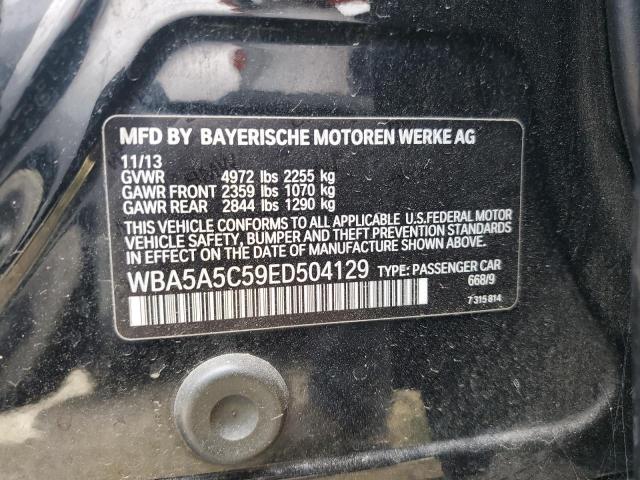 MFD BY BAYERISCHE MOTOREN WERKE AG
11/13
GVWR 4972 lbs 2255 kg
GAWR FRONT 2359 lbs 1070 kg
GAWR REAR 2844 lbs 1290 kg
THIS VEHICLE CONFORMS TO ALL APPLICABLE U.S.FEDERAL MOTOR
VEHICLE SAFETY, BUMPER AND THEFT PREVENTION STANDARDS
IN EFFECT ON THE DATE OF MANUFACTURE SHOWN ABOVE.
WBA5A5C59ED504129 TYPE: PASSENGER CAR
668/9
7 315 814